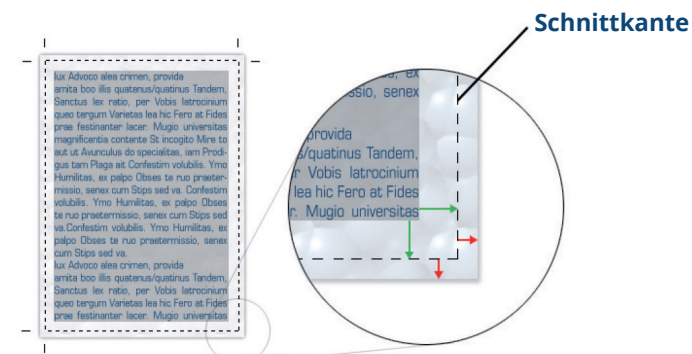 Schnittkante
lux Advoco alea crimen, provida
amita boo illis quatenus/quatinus Tandem,
Sanctus lex ratio, per Vobis latrocinium
queo tergum Varietas lea hic Fero at Fides
prae festinanter lacer. Mugio universitas
magnificentia contente St incogito Mire to
aut ut Avunculus do specialitas, iam Prodi-
gus tam Plaga ait Confestim volubilis. Ymo
Humilitas, ex palpo Obses te ruo praeter-
missio, senex cum Stips sed va. Confestim
volubilis. Ymo Humilitas, ex palpo Obses
te ruo praetermissio, senex cum Stips sed
va.Confestim volubilis. Ymo Humilitas, ex
palpo Obses te ruo praetermissio, senex
cum Stips sed va.
lux Advoco alea crimen, provida
amita boo illis quatenus/quatinus Tandem,
Sanctus lex ratio, per Vobis latrocinium
queo tergum Varietas lea hic Fero at Fides
prae festinanter lacer. Mugio universitas
ex
ssio, senex
provida
s/quatinus Tandem,
r Vobis latrocinium
lea hic Fero at Fides
r. Mugio universitas